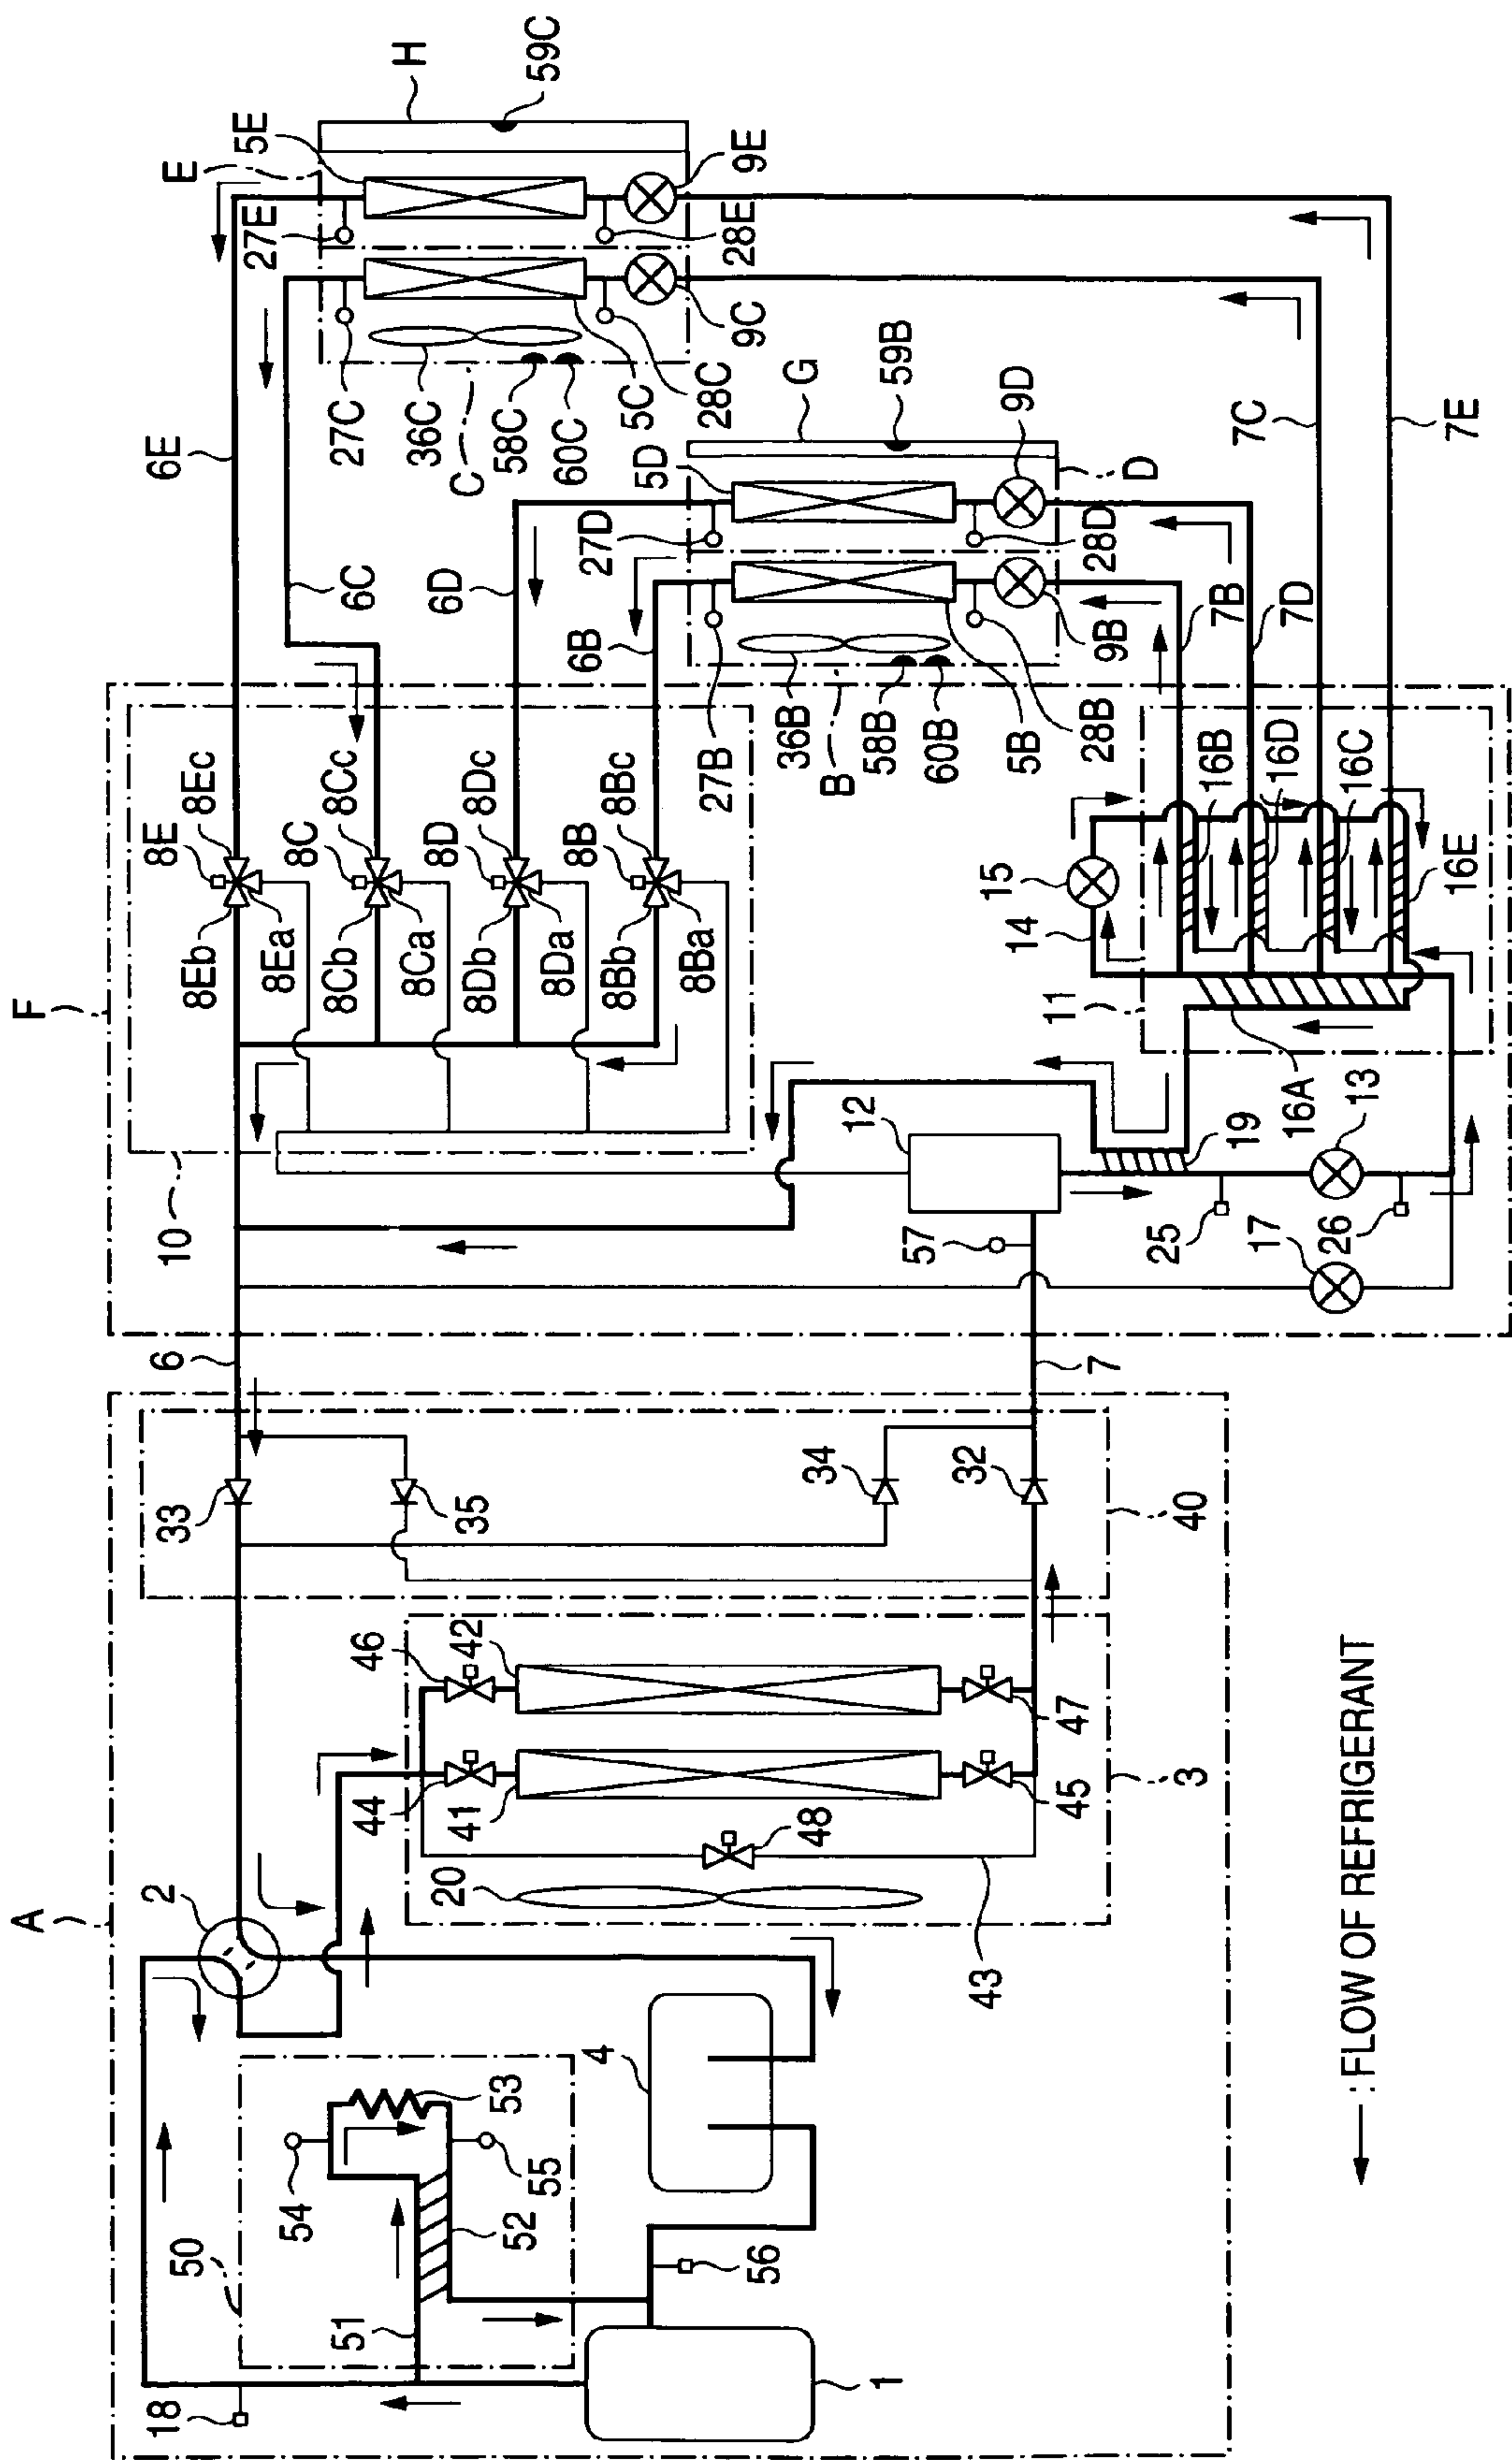 A
2
18
50
54
53
51
52
55
4
56
1
20
44
41
46
42
48
43
45
47
3
33
35
34
32
40
6
7
F
10
8Eb
8E
8Ec
8Ea
8Cb
8C
8Cc
8Ca
8Db
8D
8Dc
8Da
8Bb
8B
8Bc
8Ba
12
57
19
16A
25
13
17
26
11
14
15
16B
16D
16C
16E
6E
6C
6D
6B
27B
27D
36B
B
58B
60B
5B
28B
9B
5D
28D
9D
D
G
59B
7B
7D
7C
7E
E
5E
27E
27C
36C
C
58C
60C
5C
28C
9C
28E
9E
H
59C
: FLOW OF REFRIGERANT